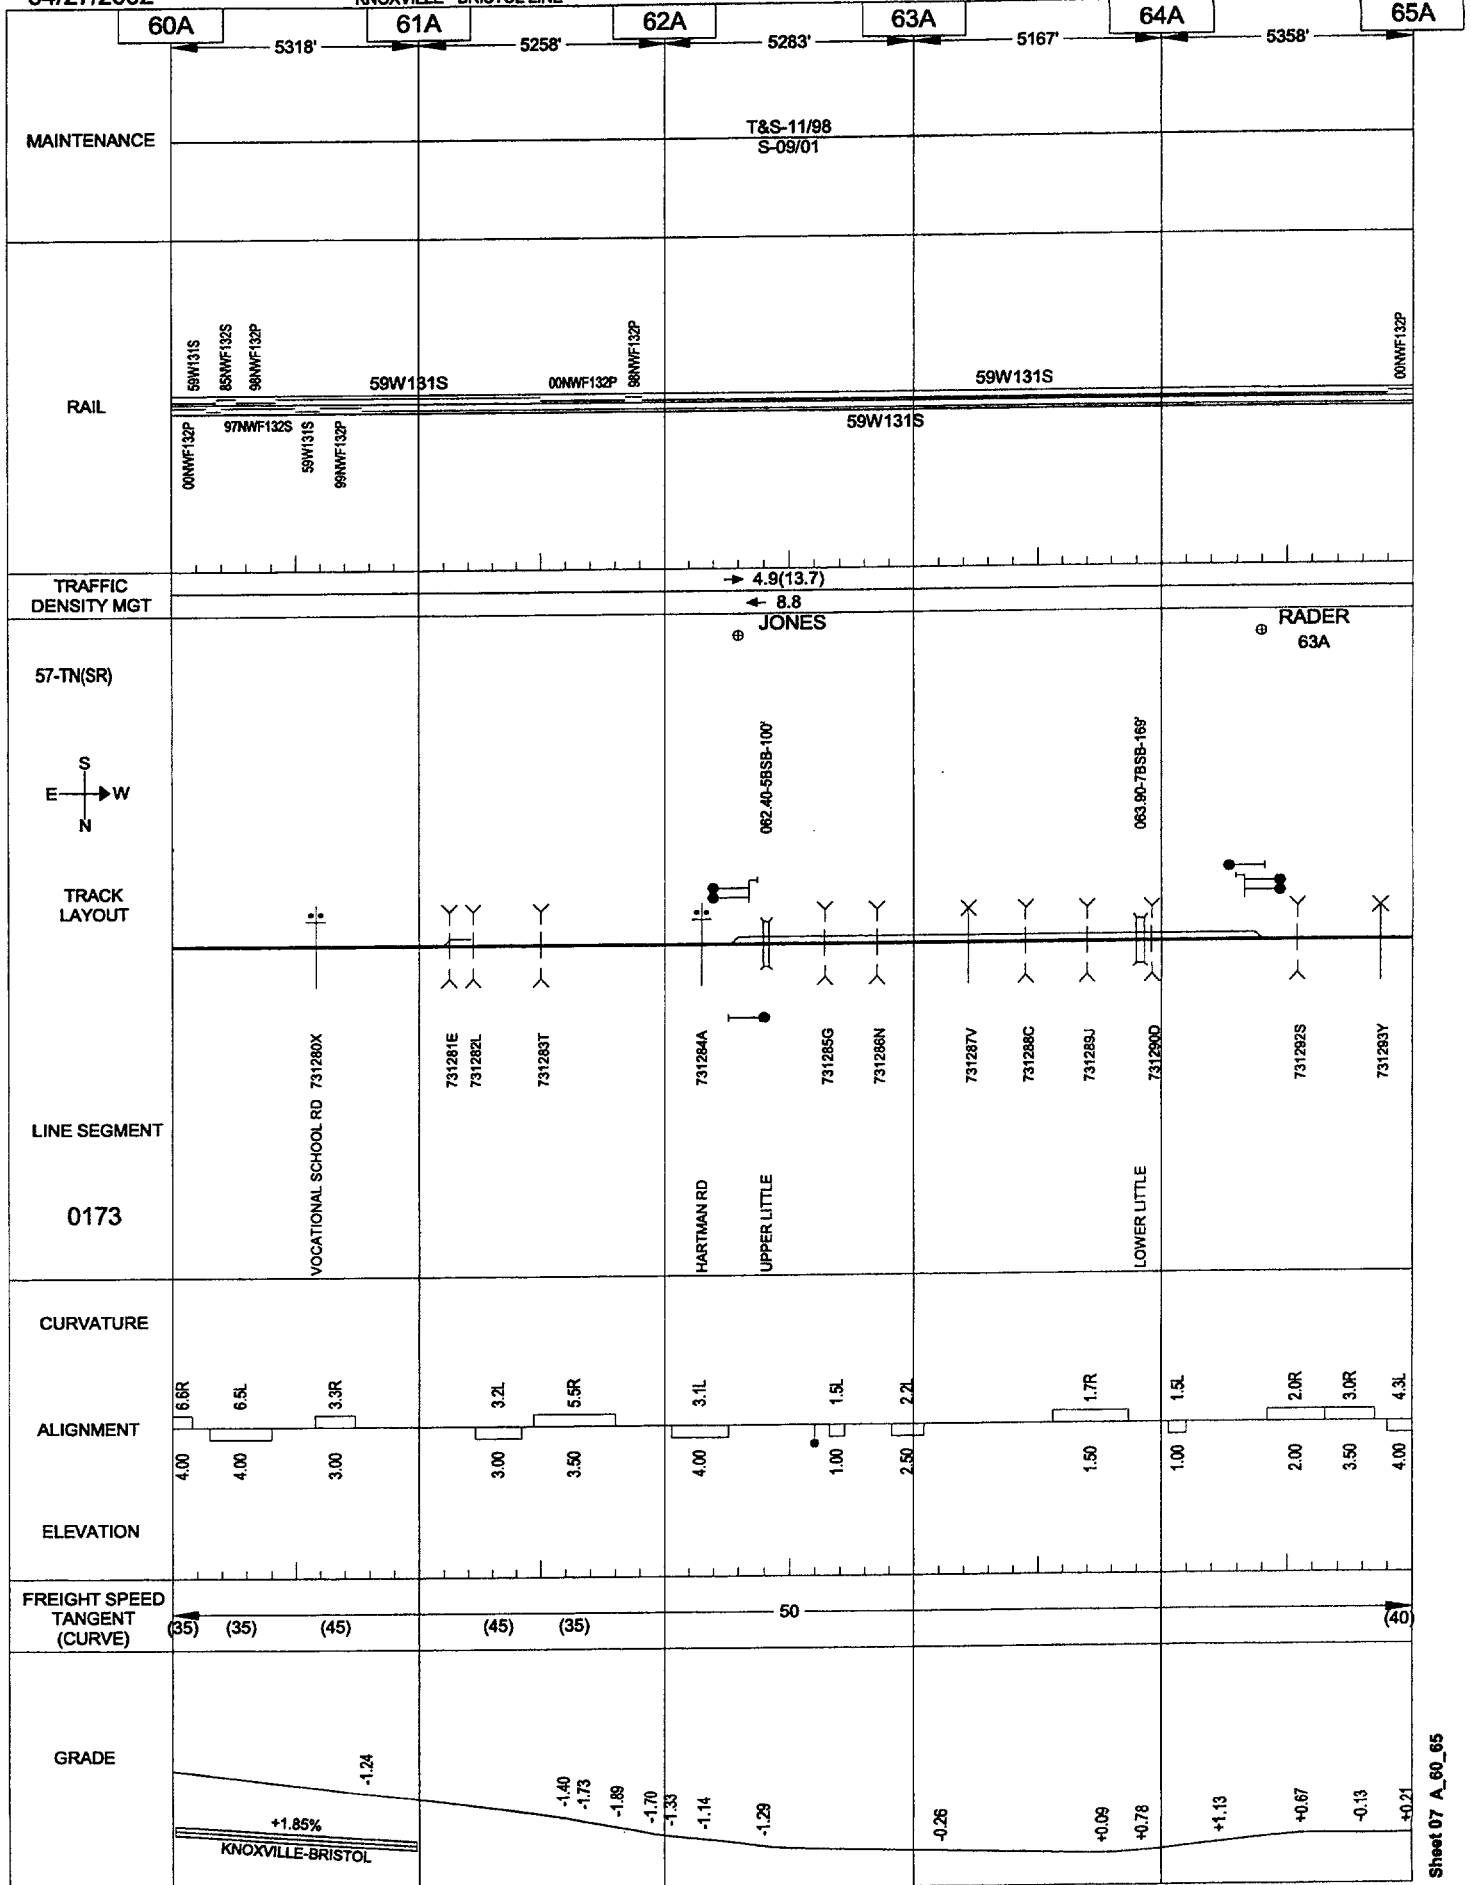 60A 61A 62A 63A 64A 65A
5318' 5258' 5283' 5167' 5358'
MAINTENANCE
T&S-11/98
S-09/01
RAIL
59W131S 85NWF132S 98NWF132P 59W131S 00NWF132P 98NWF132P 59W131S 00NWF132P
00NWF132P 97NWF132S 59W131S 99NWF132P 59W131S
TRAFFIC
DENSITY MGT
4.9(13.7)
8.8
JONES
RADER
63A
57-TN(SR)
S
E W
N
062.40-5BSB-100'
063.90-7BSB-169'
TRACK
LAYOUT
VOCATIONAL SCHOOL RD 731280X
731281E
731282L
731283T
HARTMAN RD 731284A
UPPER LITTLE
731285G
731286N
731287V
731288C
731289J
LOWER LITTLE
731290D
731292S
731293Y
LINE SEGMENT
0173
CURVATURE
6.6R 6.5L 3.3R 3.2L 5.5R 3.1L 1.5L 2.2L 1.7R 1.5L 2.0R 3.0R 4.3L
ALIGNMENT
4.00 4.00 3.00 3.00 3.50 4.00 1.00 2.50 1.50 1.00 2.00 3.50 4.00
ELEVATION
FREIGHT SPEED
TANGENT
(CURVE)
50
(35) (35) (45) (45) (35) (40)
GRADE
-1.24 -1.40 -1.73 -1.89 -1.70 -1.33 -1.14 -1.29 -0.26 +0.09 +0.78 +1.13 +0.67 -0.13 +0.21
+1.85%
KNOXVILLE-BRISTOL
Sheet 07 A_60_65